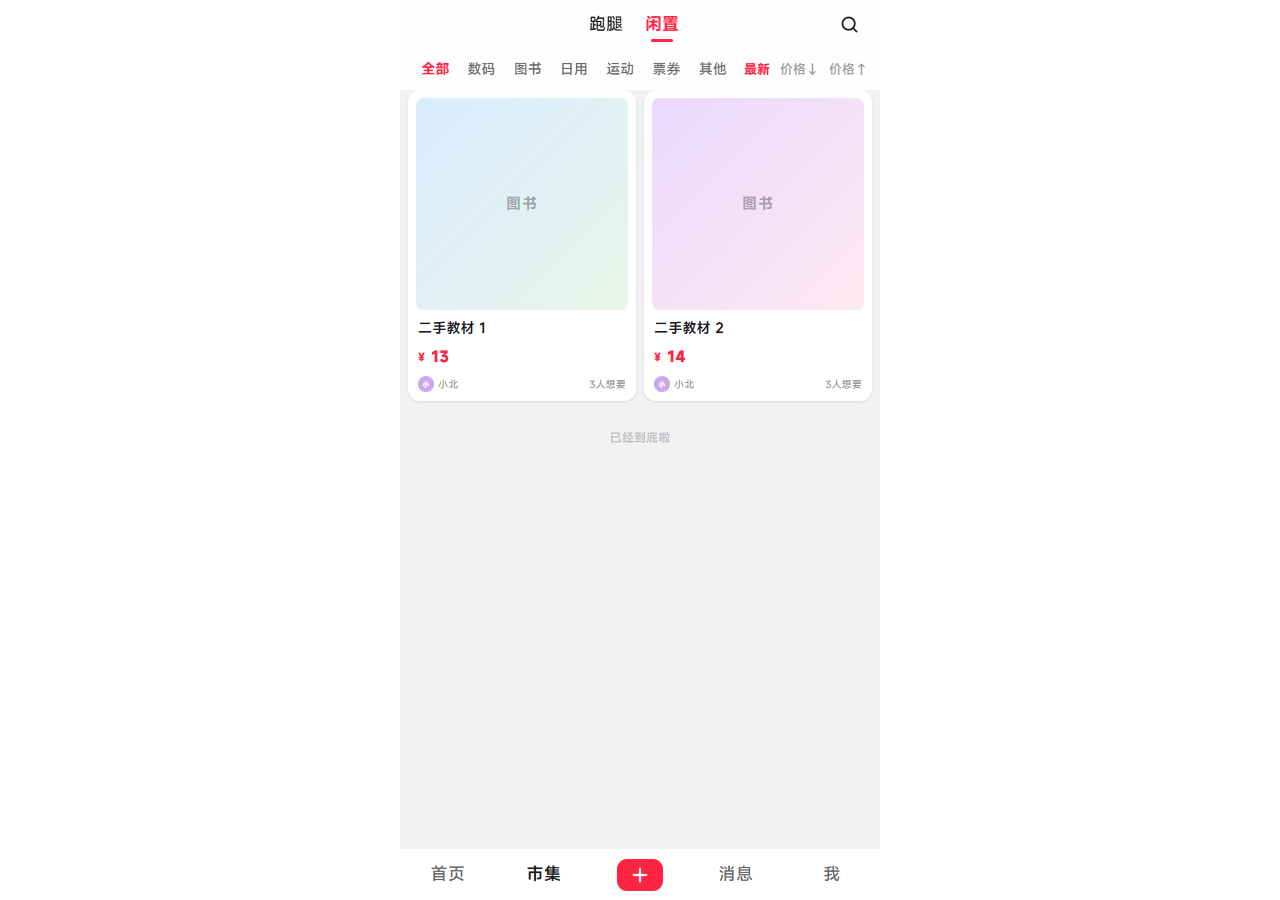 跑腿 闲置
全部 数码 图书 日用 运动 票券 其他 最新 价格↓ 价格↑
图书 图书
二手教材 1 二手教材 2
¥ 13 ¥ 14
小 小北 3人想要 小 小北 3人想要
已经到底啦
首页 市集 + 消息 我